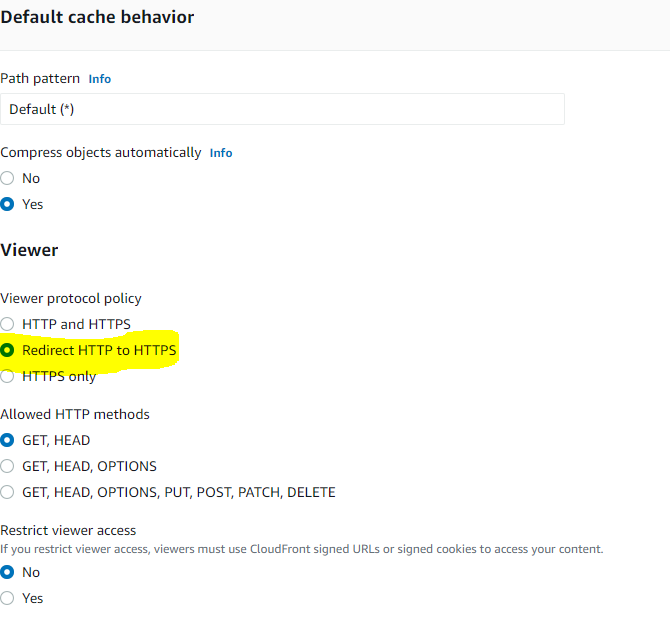 Default cache behavior
Path pattern Info
Default (*)
Compress objects automatically Info
No
Yes
Viewer
Viewer protocol policy
HTTP and HTTPS
Redirect HTTP to HTTPS
HTTPS only
Allowed HTTP methods
GET, HEAD
GET, HEAD, OPTIONS
GET, HEAD, OPTIONS, PUT, POST, PATCH, DELETE
Restrict viewer access
If you restrict viewer access, viewers must use CloudFront signed URLs or signed cookies to access your content.
No
Yes